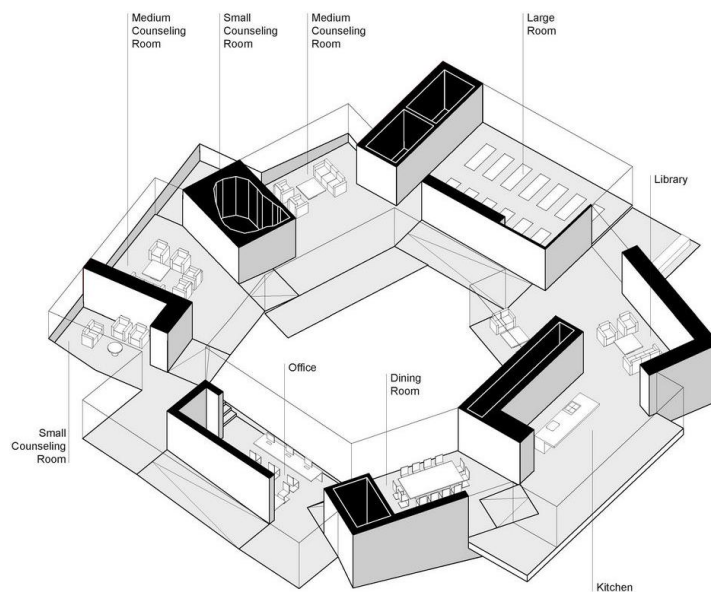 Medium
Counseling
Room
Small
Counseling
Room
Medium
Counseling
Room
Large
Room
Library
Office
Dining
Room
Small
Counseling
Room
Kitchen